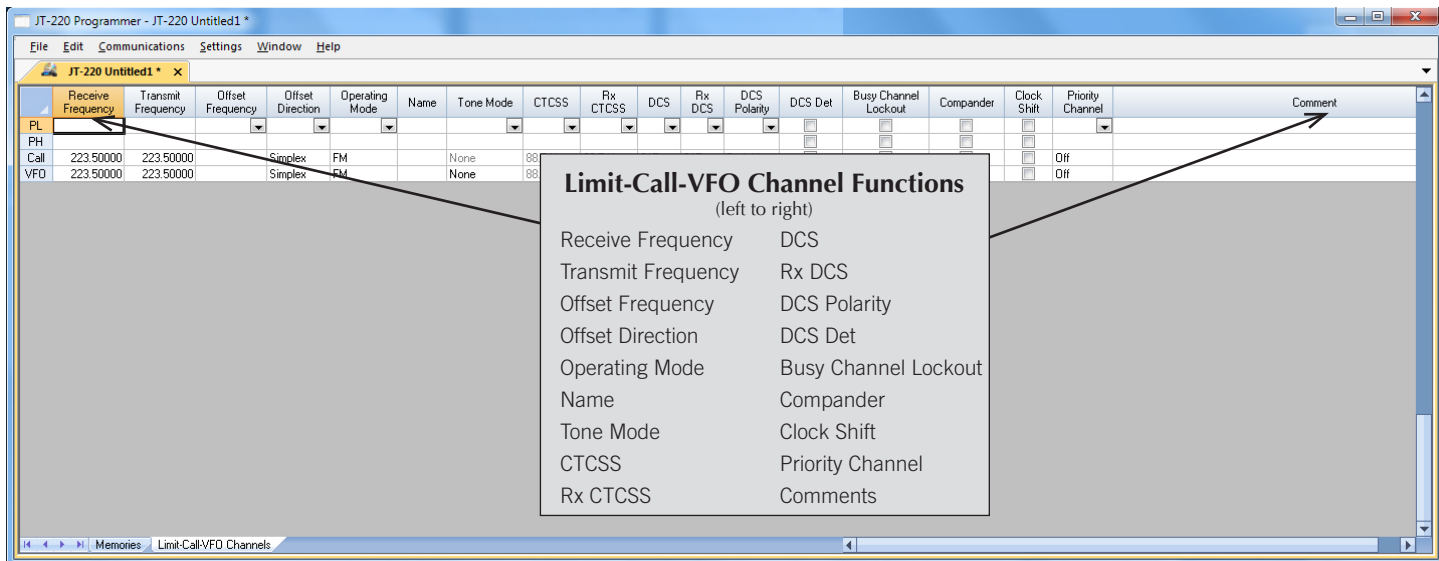 JT-220 Programmer - JT-220 Untitled1 *
File Edit Communications Settings Window Help
JT-220 Untitled1 * X
Receive Frequency Transmit Frequency Offset Frequency Offset Direction Operating Mode Name Tone Mode CTCSS Rx CTCSS DCS Rx DCS DCS Polarity DCS Det Busy Channel Lockout Compander Clock Shift Priority Channel Comment
PL
PH
Call 223.50000 223.50000 Simplex FM None 88. Off
VFO 223.50000 223.50000 Simplex FM None 88. Off
Limit-Call-VFO Channel Functions
(left to right)
Receive Frequency DCS
Transmit Frequency Rx DCS
Offset Frequency DCS Polarity
Offset Direction DCS Det
Operating Mode Busy Channel Lockout
Name Compander
Tone Mode Clock Shift
CTCSS Priority Channel
Rx CTCSS Comments
Memories Limit-Call-VFO Channels